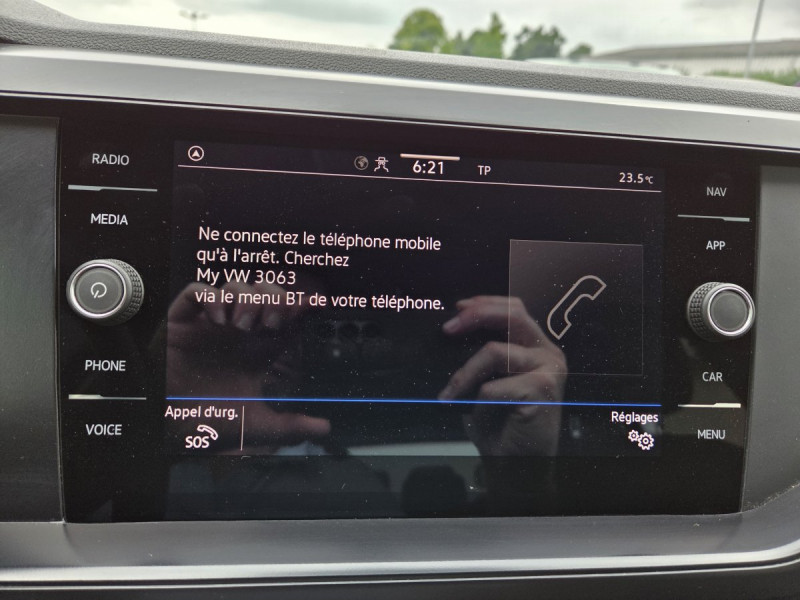 RADIO
MEDIA
PHONE
VOICE
6:21
TP
23.5°C
Ne connectez le téléphone mobile
qu'à l'arrêt. Cherchez
My VW 3063
via le menu BT de votre téléphone.
Appel d'urg.
SOS
Réglages
NAV
APP
CAR
MENU